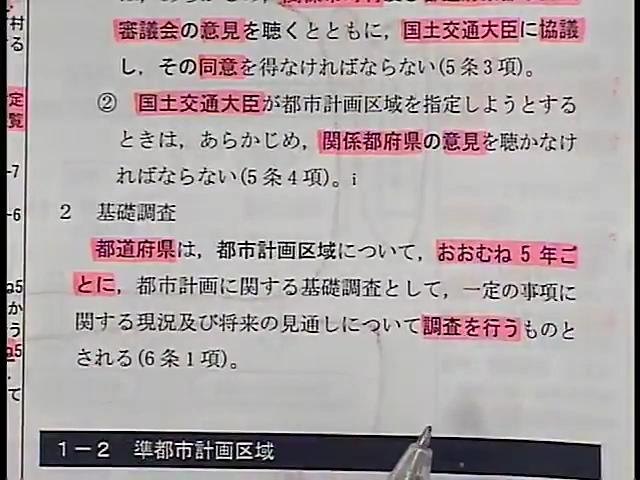 審議会の意見を聴くとともに，国土交通大臣に協議
し，その同意を得なければならない(5条3項)。
② 国土交通大臣が都市計画区域を指定しようとする
ときは，あらかじめ，関係都府県の意見を聴かなけ
ればならない(5条4項)。i
2 基礎調査
都道府県は，都市計画区域について，おおむね5年ご
とに，都市計画に関する基礎調査として，一定の事項に
関する現況及び将来の見通しについて調査を行うものと
される(6条1項)。
1－2 準都市計画区域